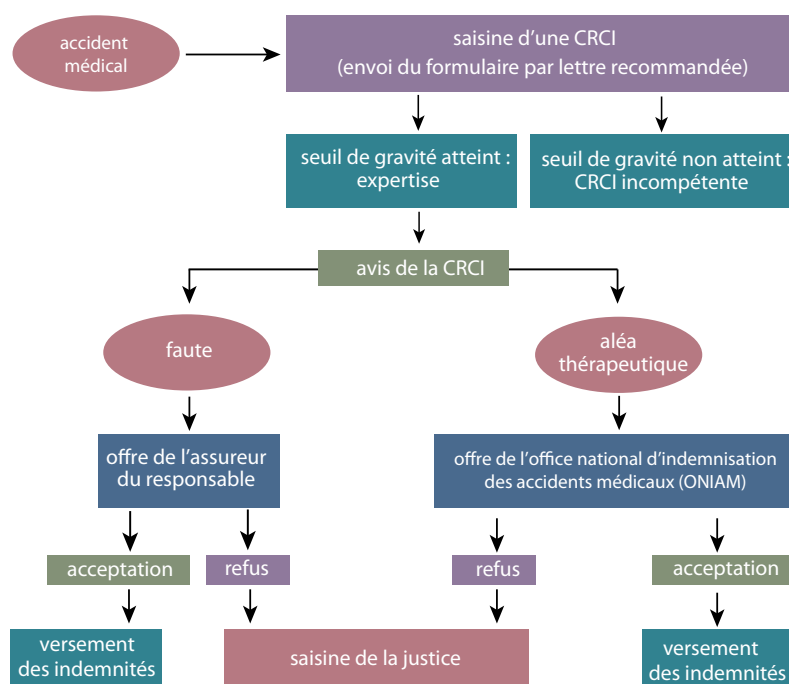 accident
médical
saisine d'une CRCI
(envoi du formulaire par lettre recommandée)
seuil de gravité atteint :
expertise
seuil de gravité non atteint :
CRCI incompétente
avis de la CRCI
faute
aléa
thérapeutique
offre de l'assureur
du responsable
offre de l'office national d'indemnisation
des accidents médicaux (ONIAM)
acceptation
refus
refus
acceptation
versement
des indemnités
saisine de la justice
versement
des indemnités